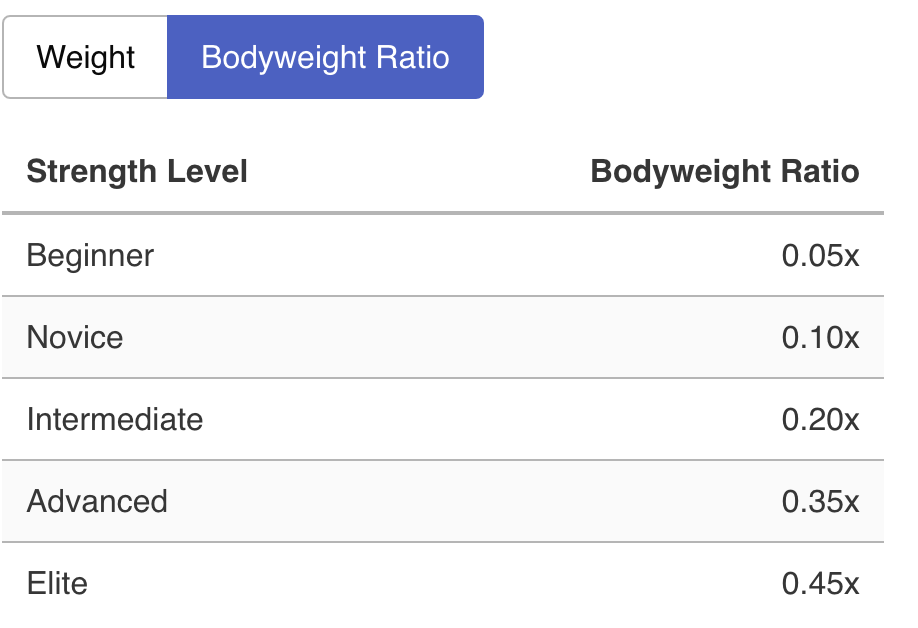 Weight Bodyweight Ratio
Strength Level Bodyweight Ratio
Beginner 0.05x
Novice 0.10x
Intermediate 0.20x
Advanced 0.35x
Elite 0.45x